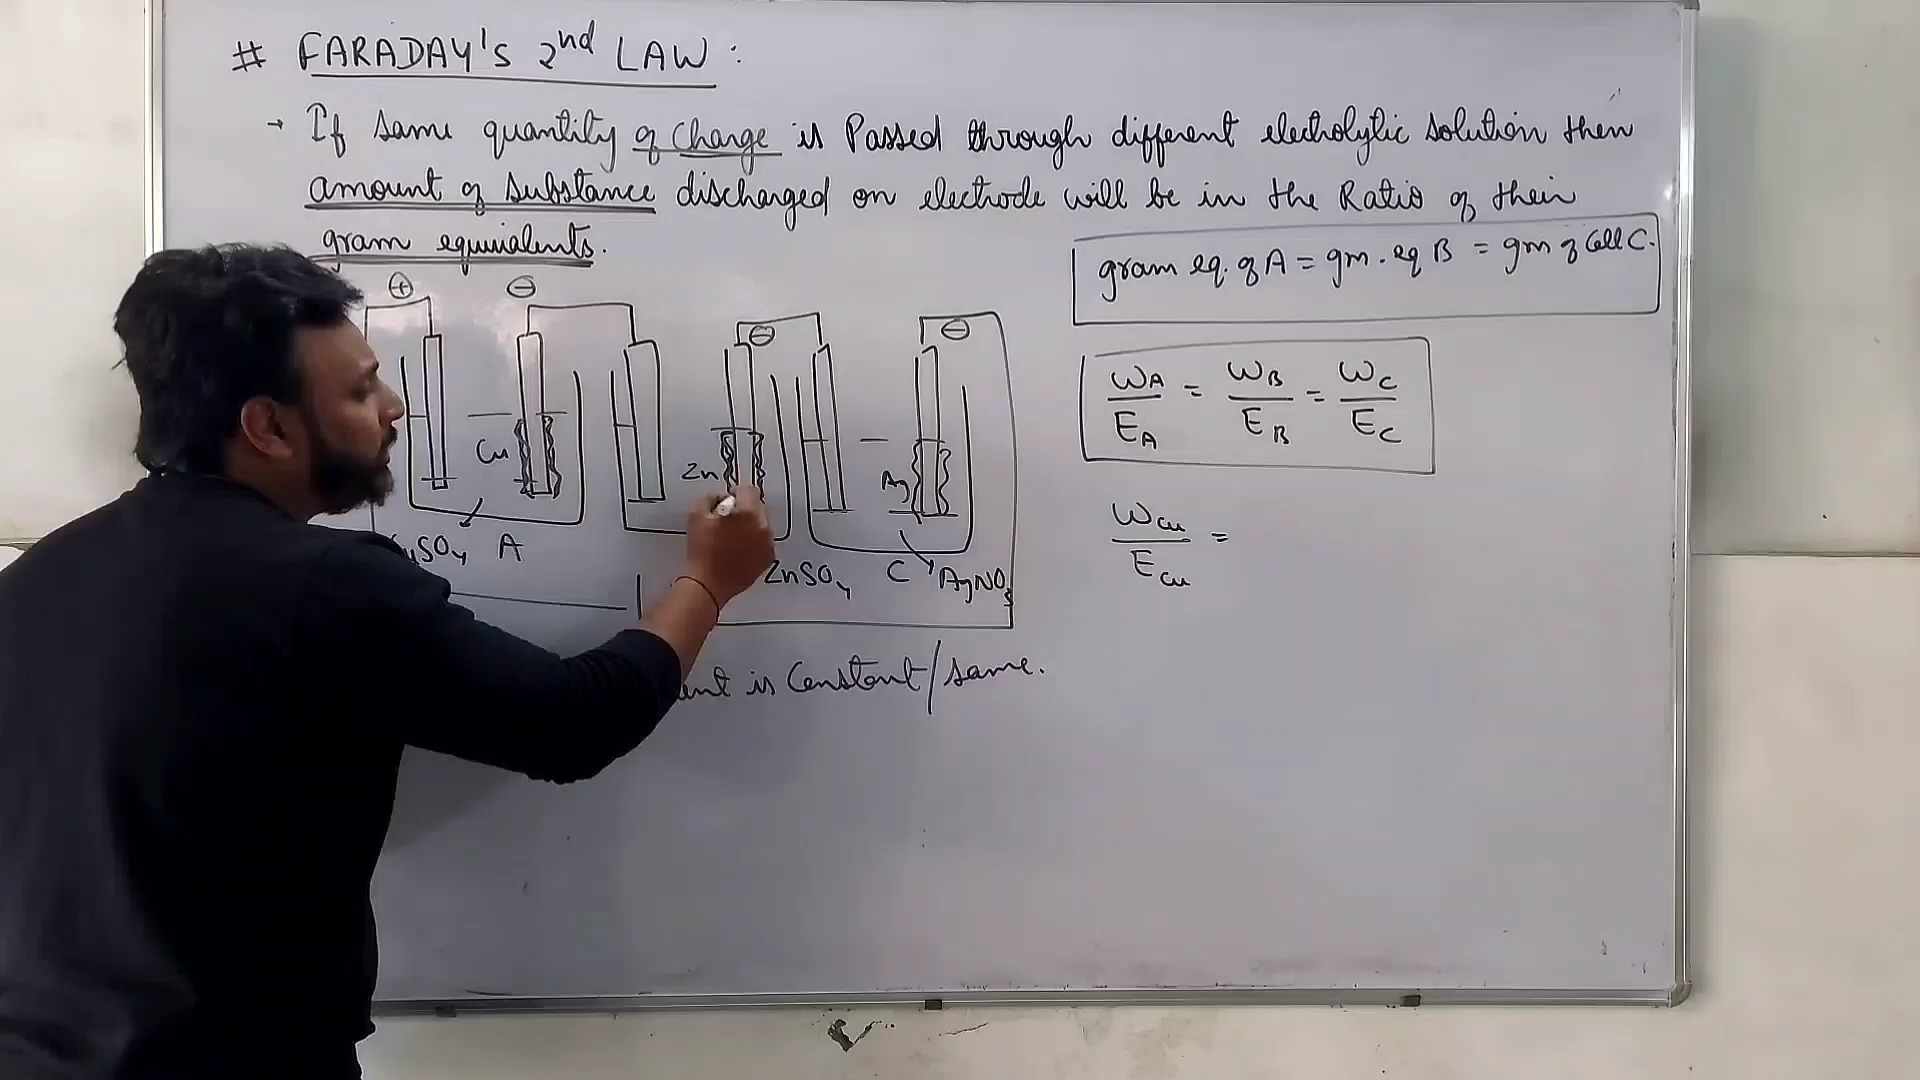 # FARADAY'S 2nd LAW :
→ If same quantity of charge is Passed through different electrolytic solution then
amount of substance discharged on electrode will be in the Ratio of their
gram equivalents.
gram eq. of A = gm. eq B = gm of Cell C.
⊕ ⊖ ⊖ ⊖
WA/EA = WB/EB = WC/EC
Cu Zn Ag
Wcu/Ecu =
A ZnSO4 C AgNO3
is Constant/same.